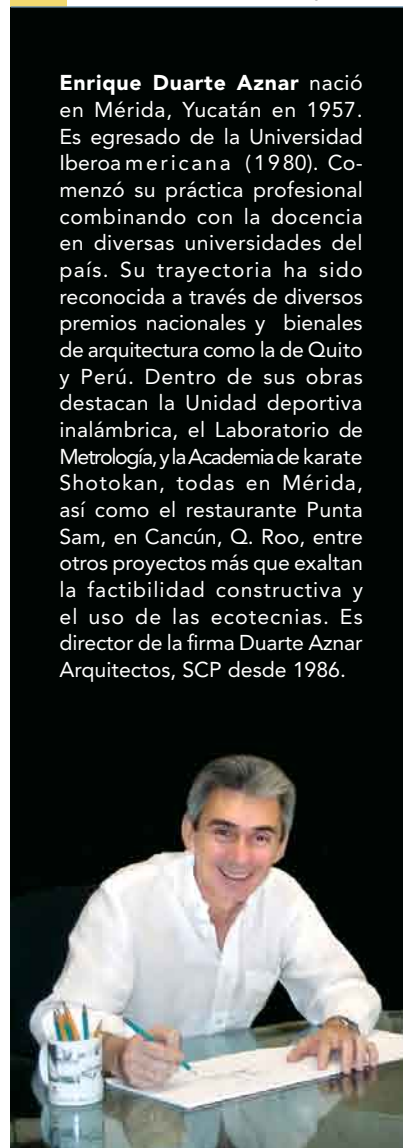 Enrique Duarte Aznar nació
en Mérida, Yucatán en 1957.
Es egresado de la Universidad
Iberoamericana (1980). Co-
menzó su práctica profesional
combinando con la docencia
en diversas universidades del
país. Su trayectoria ha sido
reconocida a través de diversos
premios nacionales y bienales
de arquitectura como la de Quito
y Perú. Dentro de sus obras
destacan la Unidad deportiva
inalámbrica, el Laboratorio de
Metrología, y la Academia de karate
Shotokan, todas en Mérida,
así como el restaurante Punta
Sam, en Cancún, Q. Roo, entre
otros proyectos más que exaltan
la factibilidad constructiva y
el uso de las ecotecnias. Es
director de la firma Duarte Aznar
Arquitectos, SCP desde 1986.